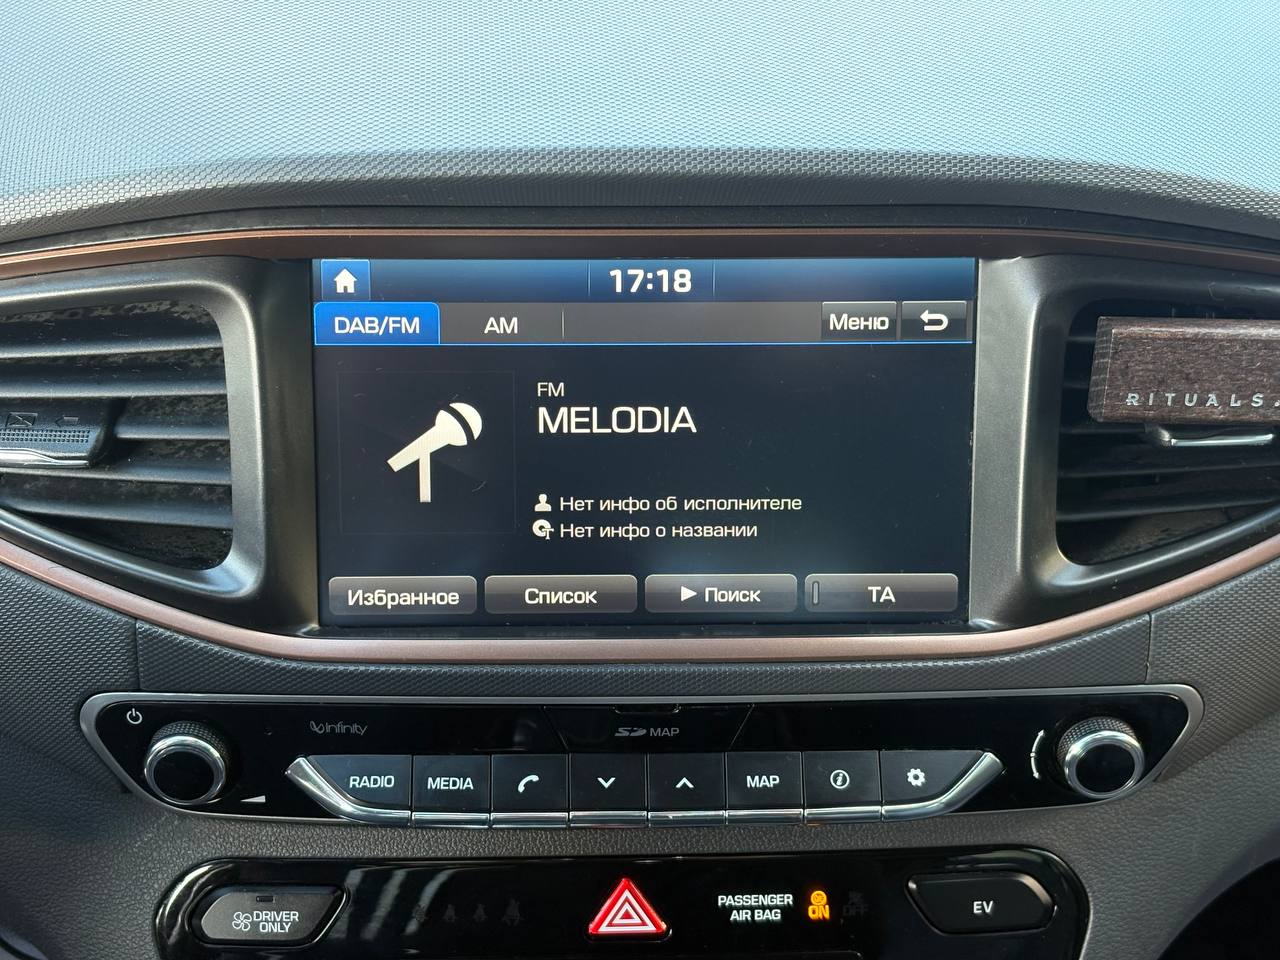 17:18
DAB/FM AM Меню
FM
MELODIA
Нет инфо об исполнителе
Нет инфо о названии
Избранное Список Поиск TA
RITUALS.
infinity
SD MAP
RADIO MEDIA MAP
DRIVER
ONLY
PASSENGER
AIR BAG
ON
OFF
EV